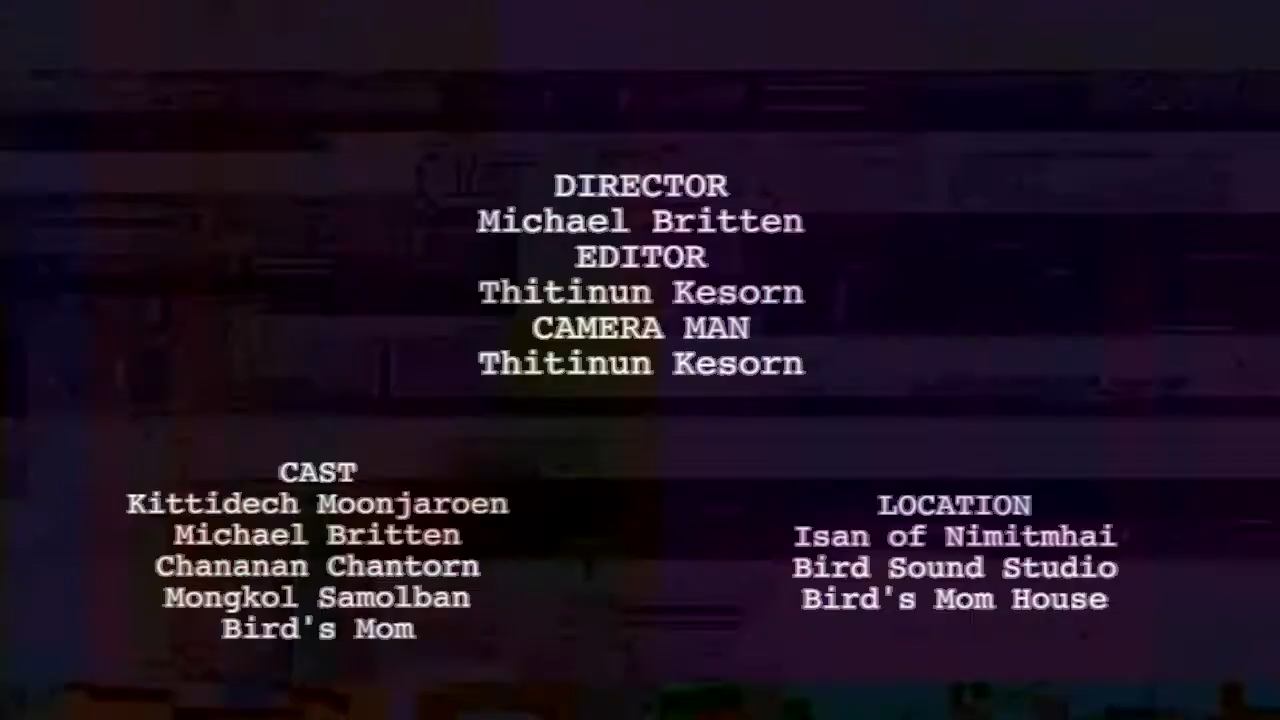 DIRECTOR
Michael Britten
EDITOR
Thitinun Kesorn
CAMERA MAN
Thitinun Kesorn
CAST
Kittidech Moonjaroen
Michael Britten
Chananan Chantorn
Mongkol Samolban
Bird's Mom
LOCATION
Isan of Nimitmhai
Bird Sound Studio
Bird's Mom House